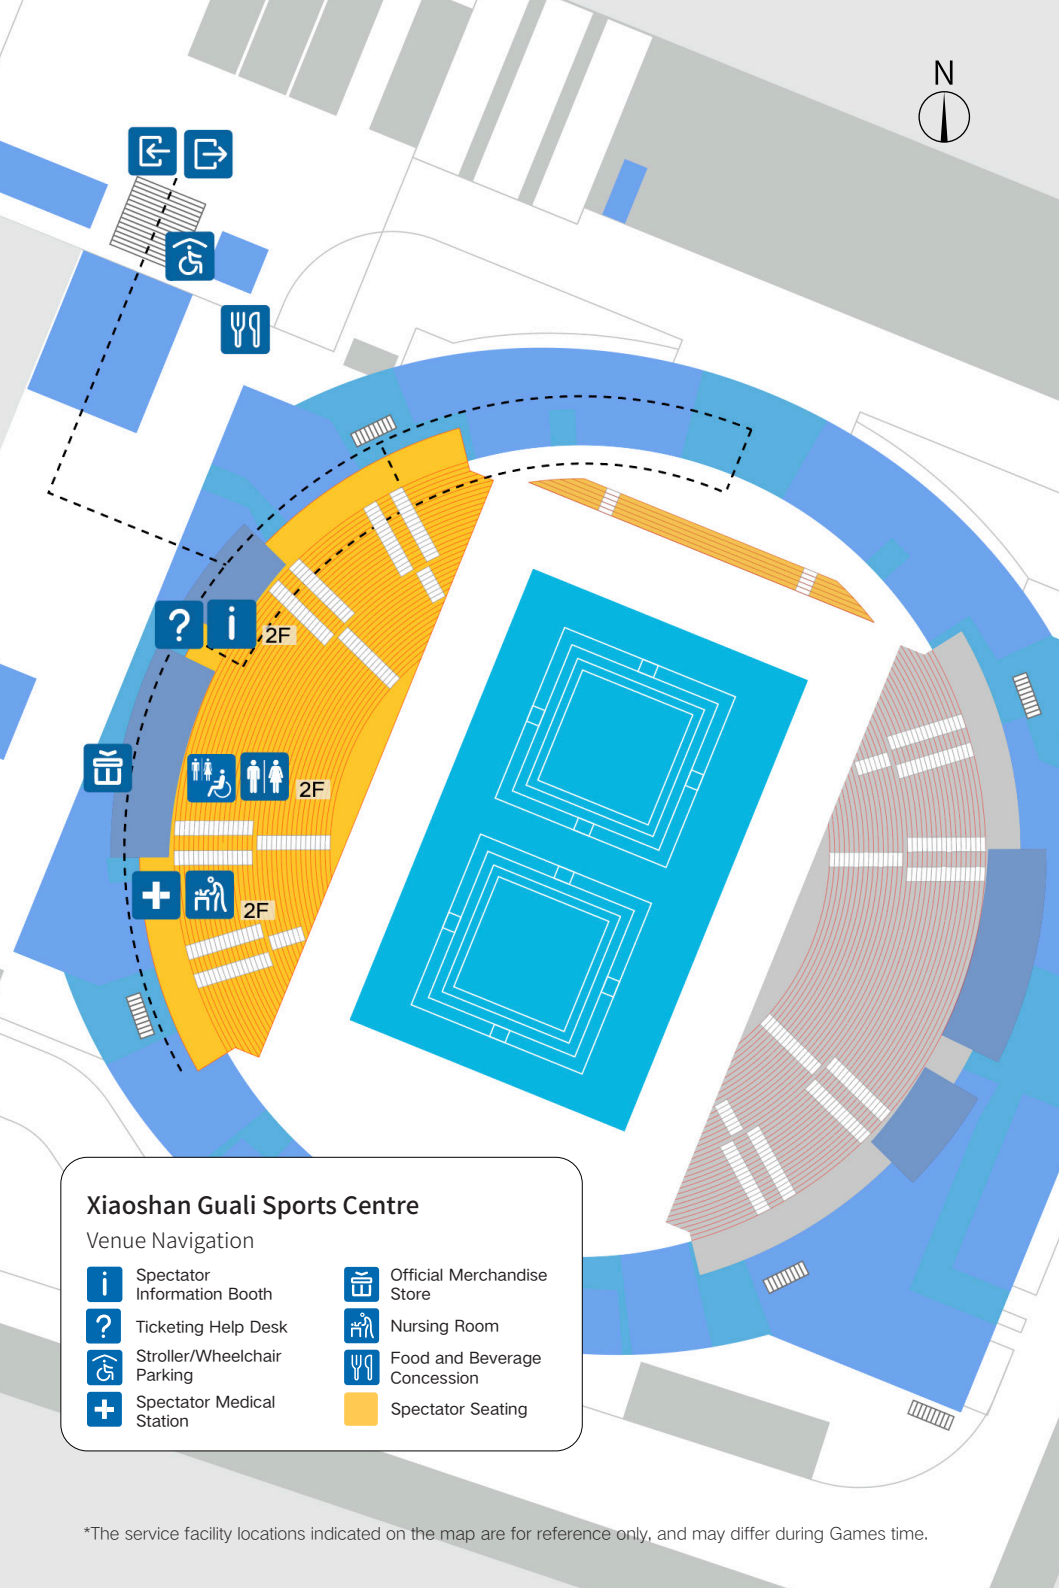 N
2F
2F
2F
Xiaoshan Guali Sports Centre
Venue Navigation
Spectator
Information Booth
Ticketing Help Desk
Stroller/Wheelchair
Parking
Spectator Medical
Station
Official Merchandise
Store
Nursing Room
Food and Beverage
Concession
Spectator Seating
*The service facility locations indicated on the map are for reference only, and may differ during Games time.